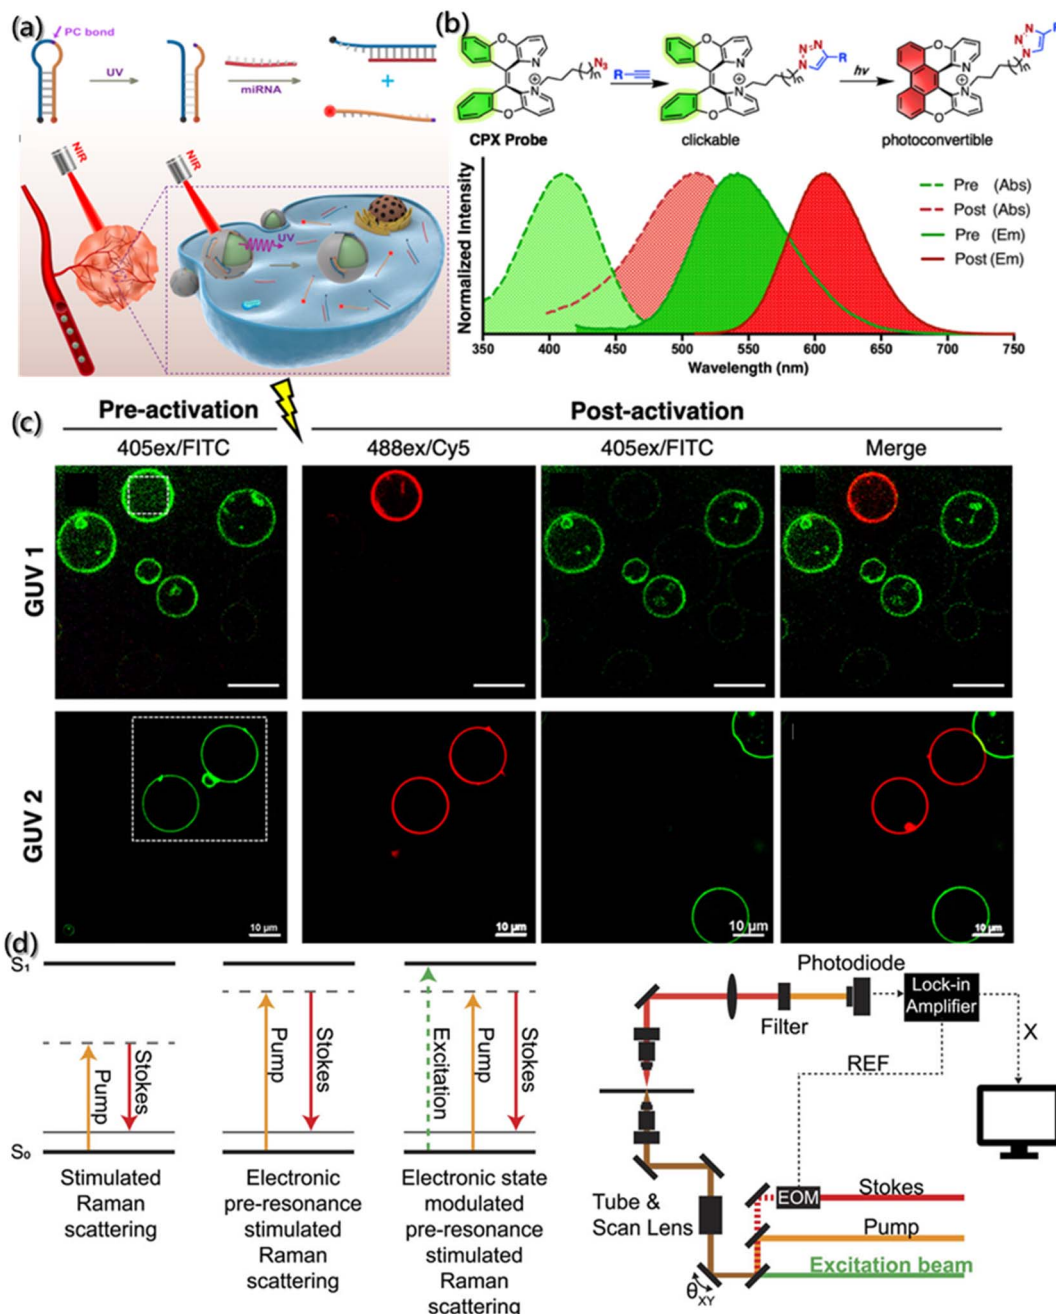 (a)
PC bond
UV
miRNA
+
NIR
NIR
UV
(b)
N3
n
R
N N N
R
n
hν
N N N
R
n
CPX Probe
clickable
photoconvertible
Normalized Intensity
Pre (Abs)
Post (Abs)
Pre (Em)
Post (Em)
350 400 450 500 550 600 650 700 750
Wavelength (nm)
(c)
Pre-activation
Post-activation
405ex/FITC
488ex/Cy5
405ex/FITC
Merge
GUV 1
GUV 2
10 µm
10 µm
10 µm
10 µm
(d)
S₁
S₀
Pump
Stokes
Pump
Stokes
Excitation
Pump
Stokes
Stimulated
Raman
scattering
Electronic
pre-resonance
stimulated
Raman
scattering
Electronic state
modulated
pre-resonance
stimulated
Raman
scattering
Photodiode
Filter
Lock-in
Amplifier
X
REF
Tube &
Scan Lens
EOM
Stokes
Pump
Excitation beam
θXY